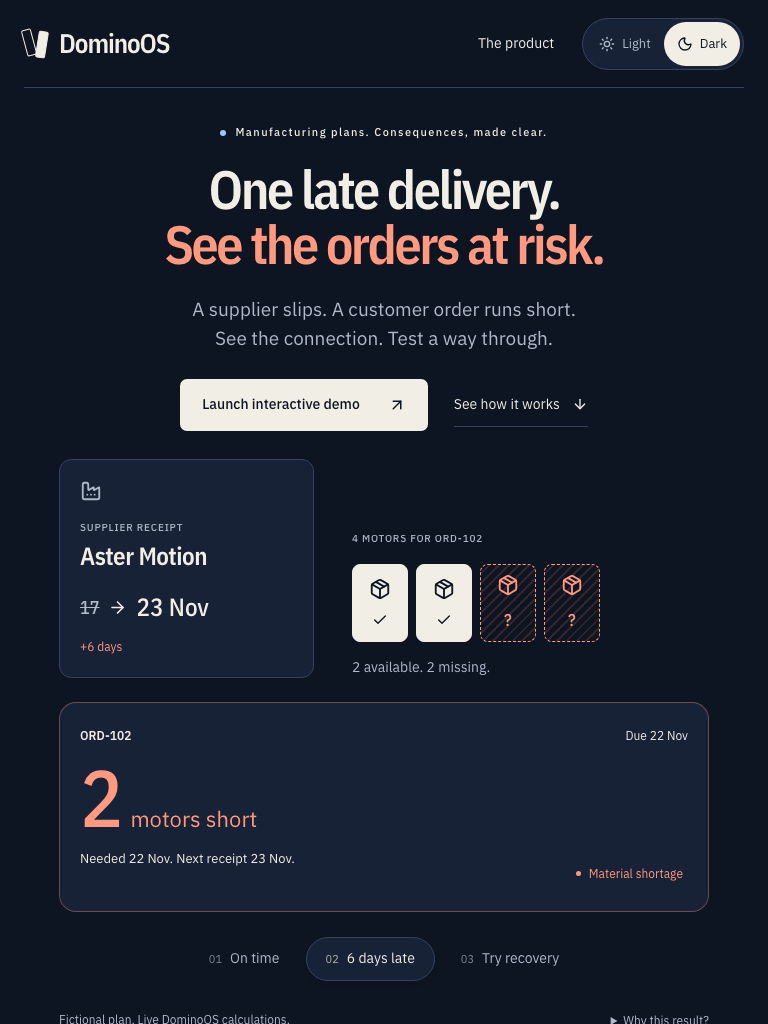 DominoOS
The product
Light
Dark
Manufacturing plans. Consequences, made clear.
One late delivery.
See the orders at risk.
A supplier slips. A customer order runs short.
See the connection. Test a way through.
Launch interactive demo
See how it works
SUPPLIER RECEIPT
Aster Motion
17 → 23 Nov
+6 days
4 MOTORS FOR ORD-102
? ?
2 available. 2 missing.
ORD-102
Due 22 Nov
2 motors short
Needed 22 Nov. Next receipt 23 Nov.
Material shortage
01 On time
02 6 days late
03 Try recovery
Fictional plan. Live DominoOS calculations.
Why this result?